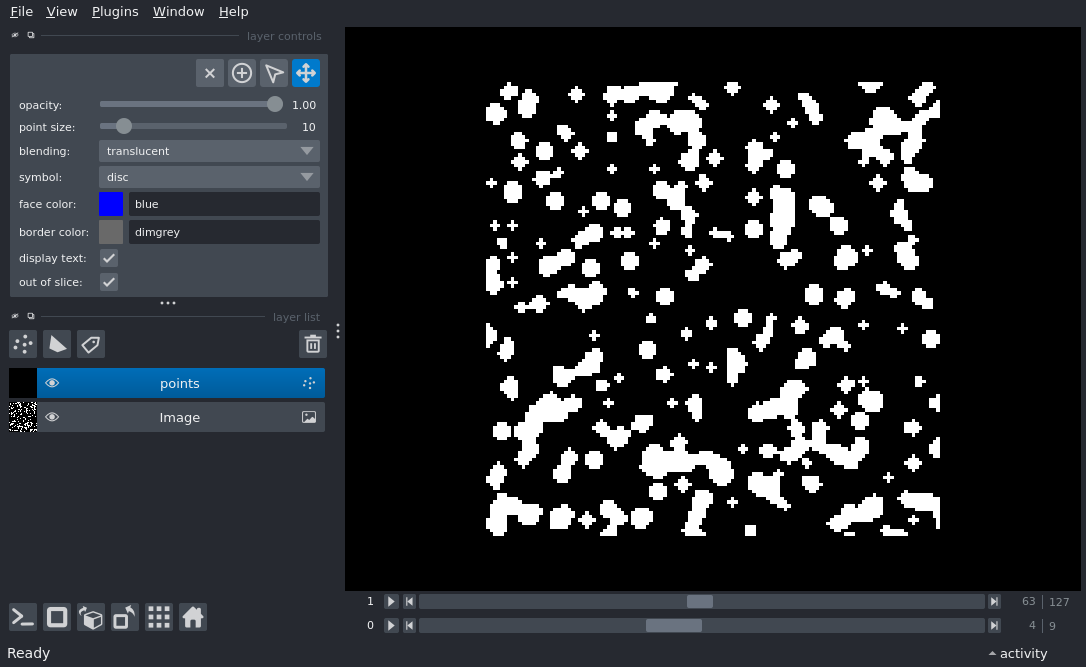 File View Plugins Window Help
layer controls
opacity: 1.00
point size: 10
blending: translucent
symbol: disc
face color: blue
border color: dimgrey
display text:
out of slice:
layer list
points
Image
1 63 | 127
0 4 | 9
Ready activity